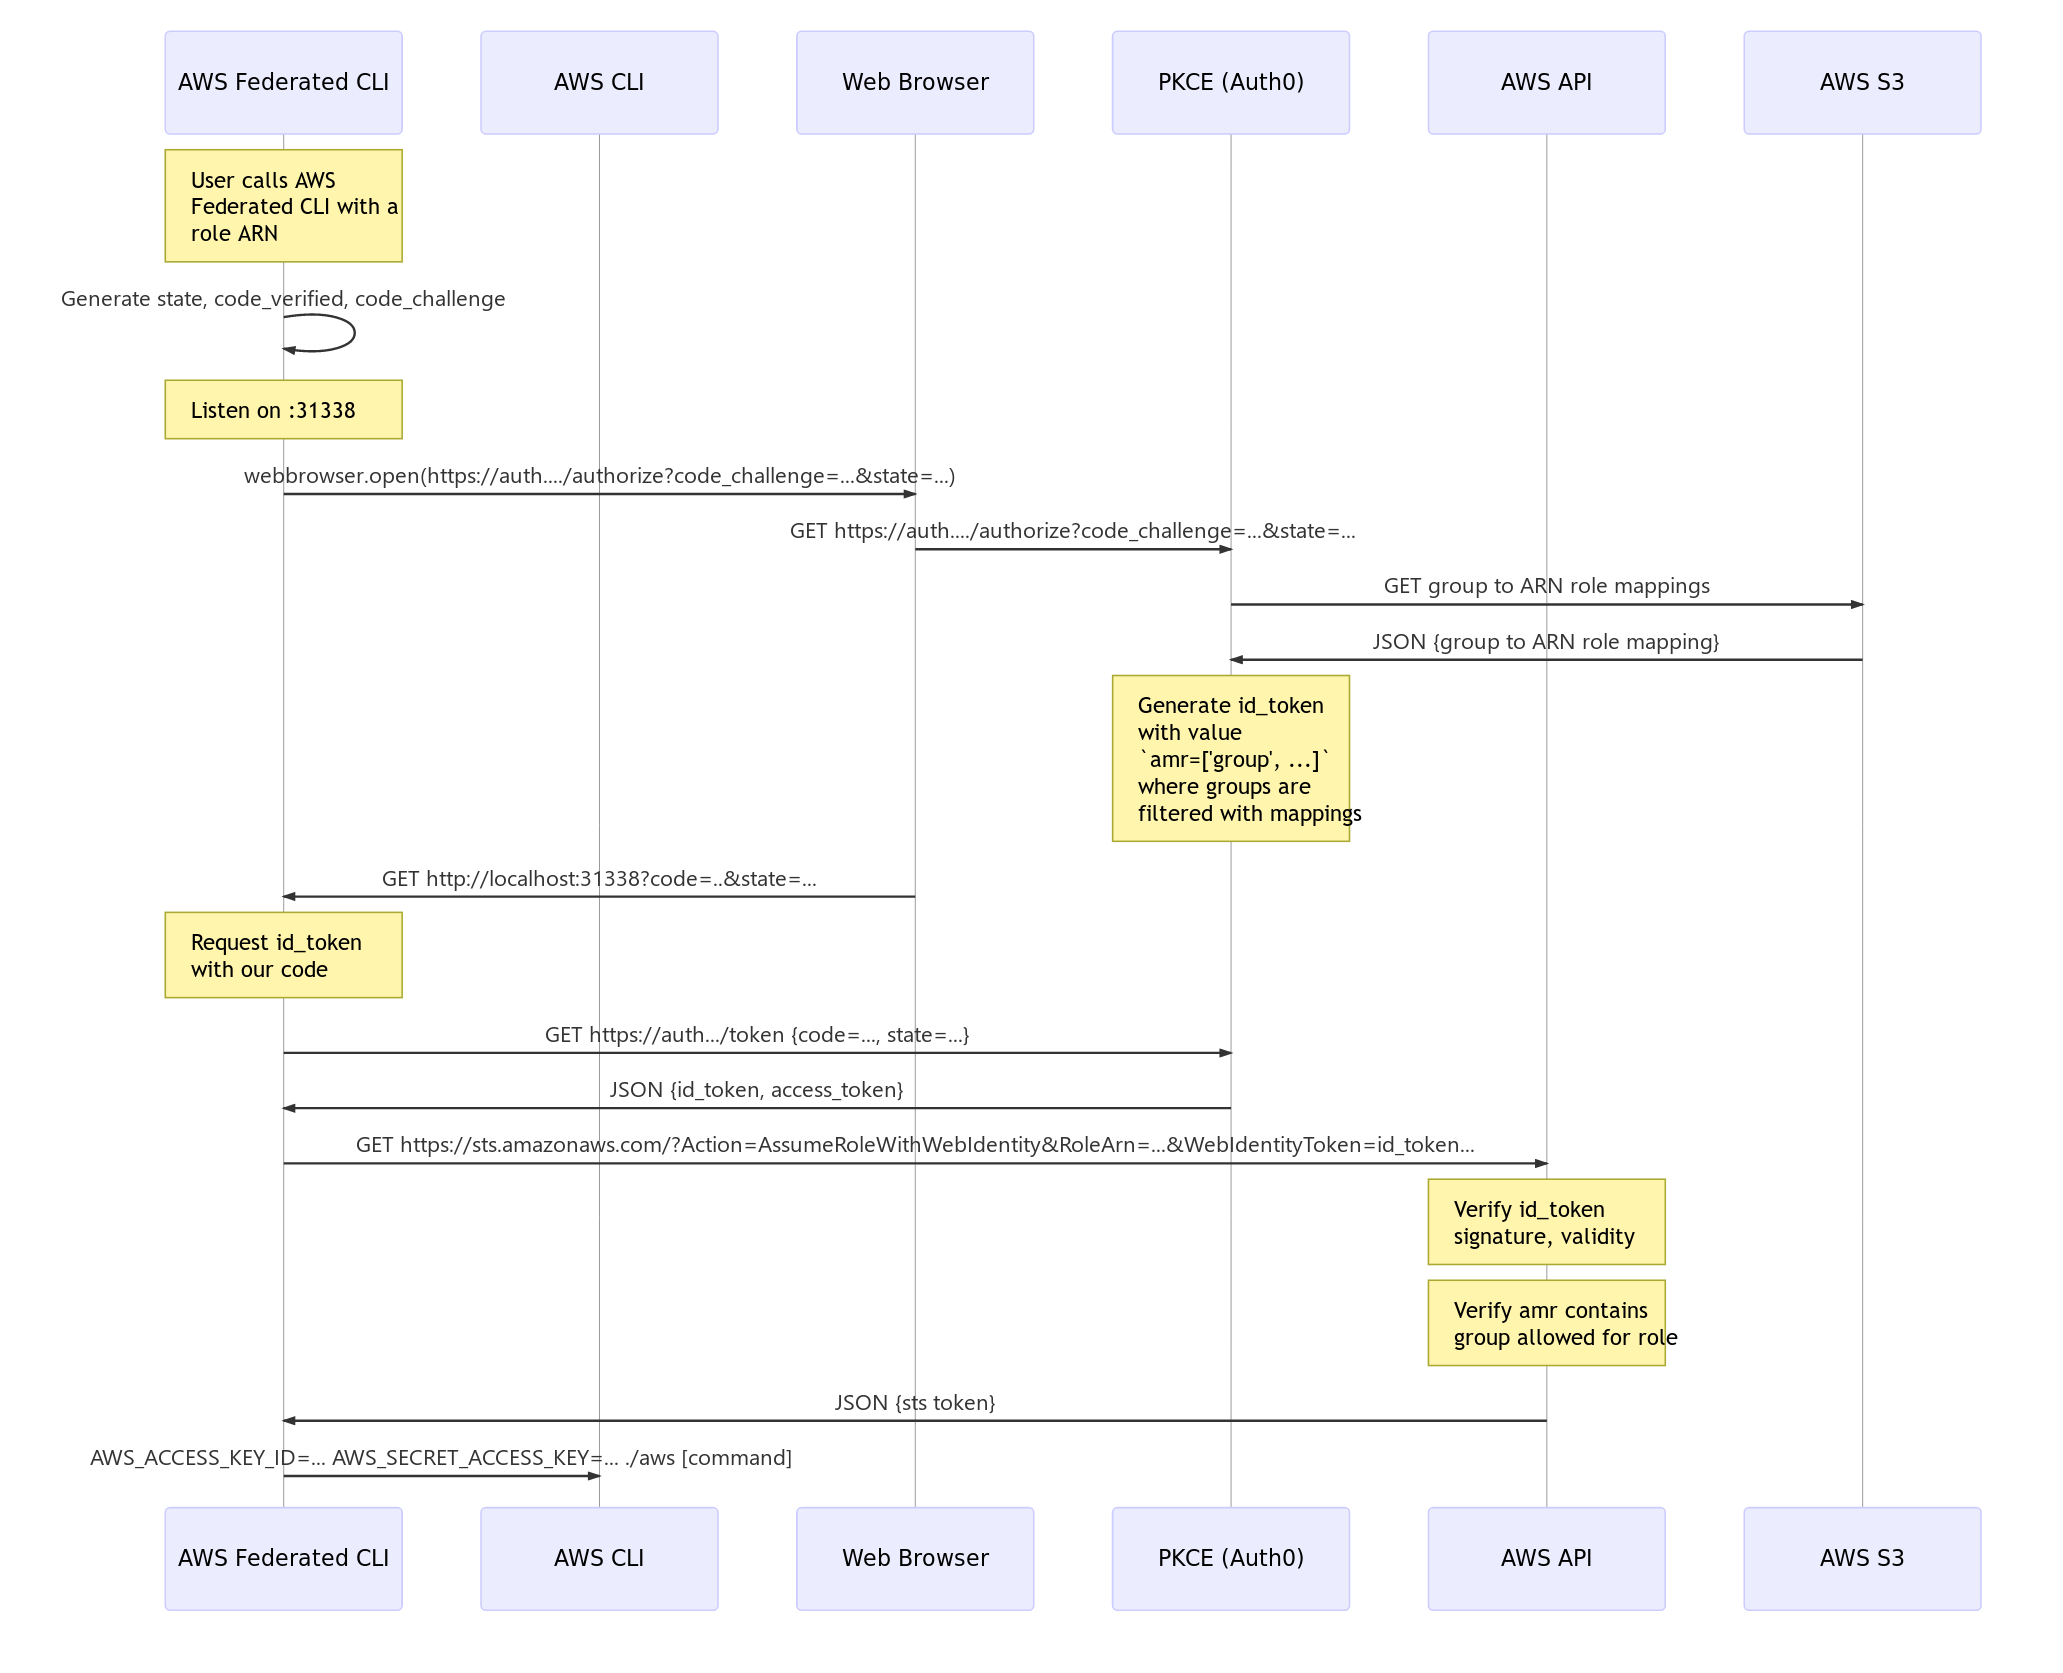 AWS Federated CLI
AWS CLI
Web Browser
PKCE (Auth0)
AWS API
AWS S3
User calls AWS
Federated CLI with a
role ARN
Generate state, code_verified, code_challenge
Listen on :31338
webbrowser.open(https://auth..../authorize?code_challenge=...&state=...)
GET https://auth..../authorize?code_challenge=...&state=...
GET group to ARN role mappings
JSON {group to ARN role mapping}
Generate id_token
with value
`amr=['group', ...]`
where groups are
filtered with mappings
GET http://localhost:31338?code=..&state=...
Request id_token
with our code
GET https://auth.../token {code=..., state=...}
JSON {id_token, access_token}
GET https://sts.amazonaws.com/?Action=AssumeRoleWithWebIdentity&RoleArn=...&WebIdentityToken=id_token...
Verify id_token
signature, validity
Verify amr contains
group allowed for role
JSON {sts token}
AWS_ACCESS_KEY_ID=... AWS_SECRET_ACCESS_KEY=... ./aws [command]
AWS Federated CLI
AWS CLI
Web Browser
PKCE (Auth0)
AWS API
AWS S3